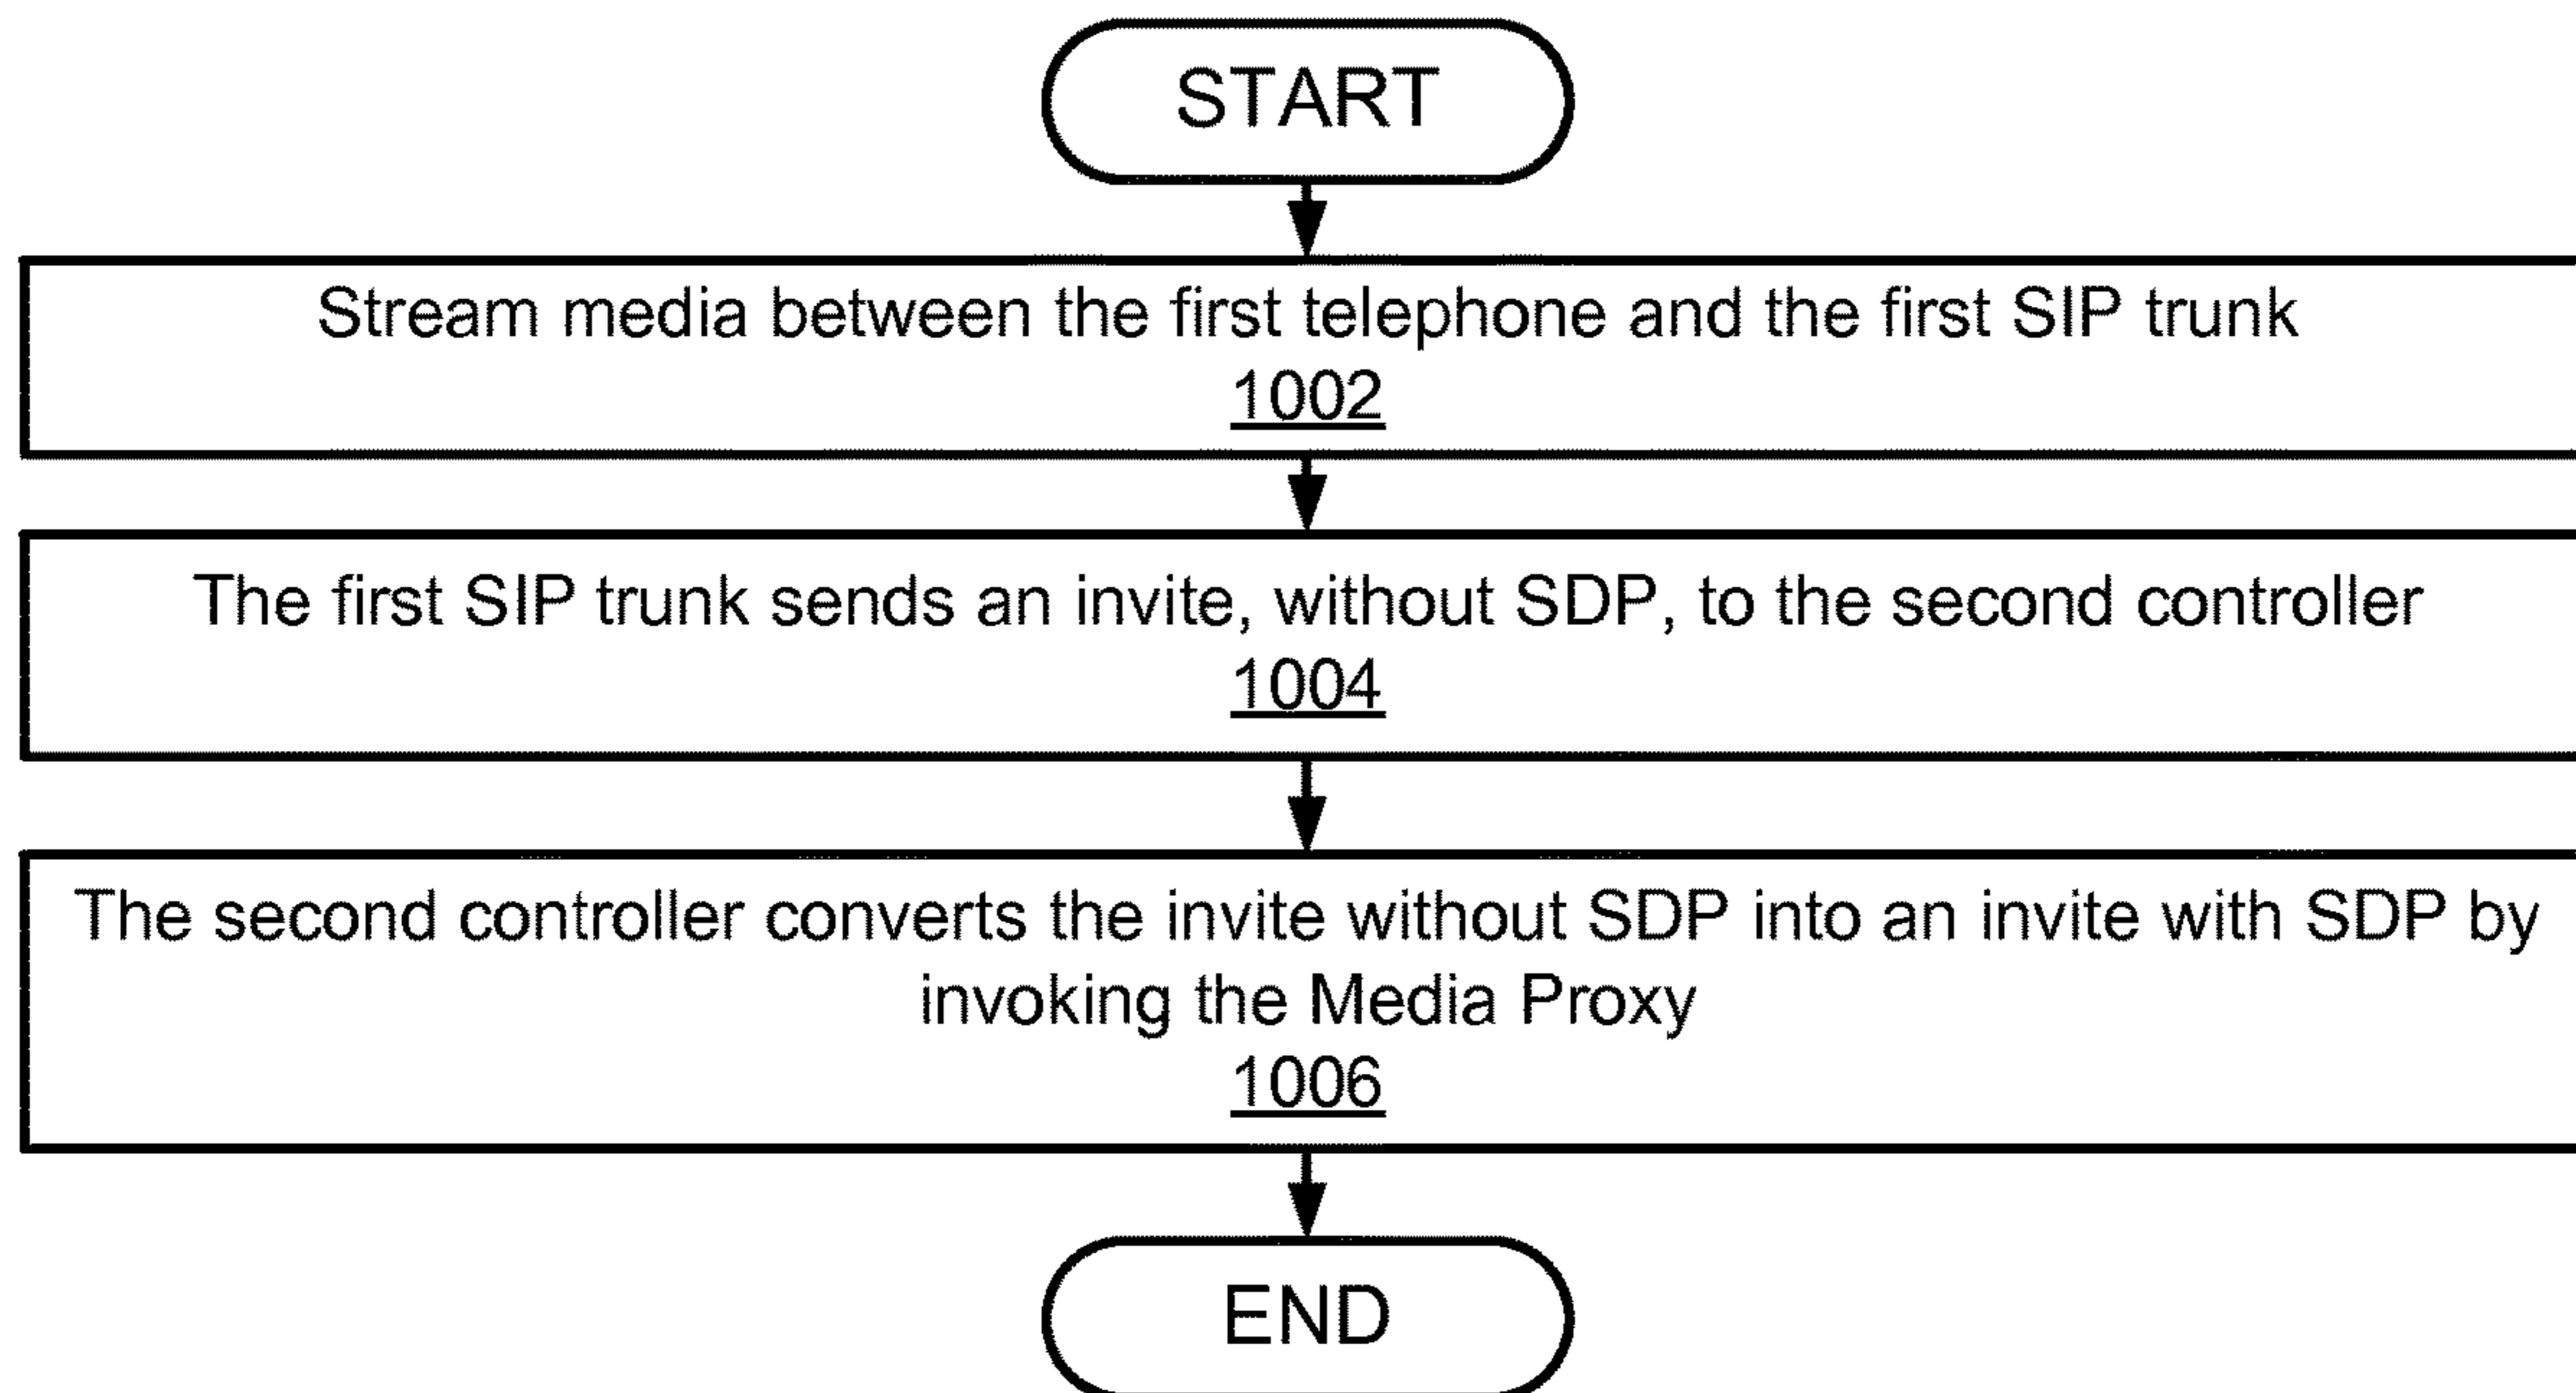 START
Stream media between the first telephone and the first SIP trunk
1002
The first SIP trunk sends an invite, without SDP, to the second controller
1004
The second controller converts the invite without SDP into an invite with SDP by
invoking the Media Proxy
1006
END